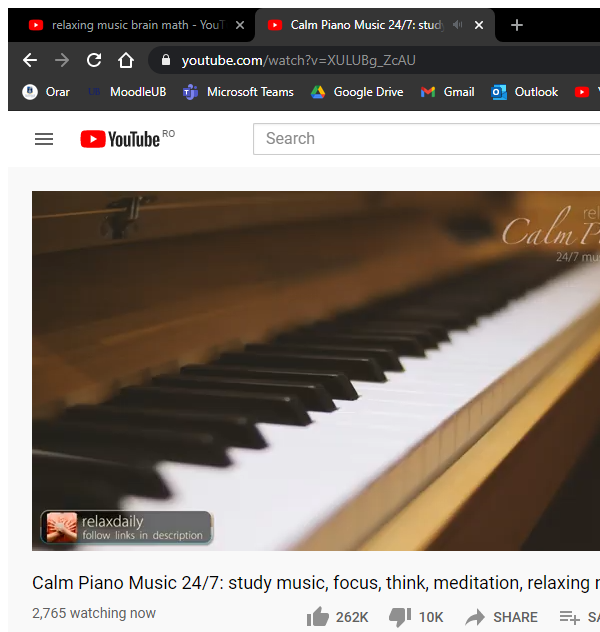 relaxing music brain math - YouT
Calm Piano Music 24/7: study
youtube.com/watch?v=XULUBg_ZcAU
Orar
UB
MoodleUB
Microsoft Teams
Google Drive
Gmail
Outlook
YouTube RO
Search
rel
Calm P
24/7 mus
relaxdaily
follow links in description
Calm Piano Music 24/7: study music, focus, think, meditation, relaxing
2,765 watching now
262K
10K
SHARE
SA